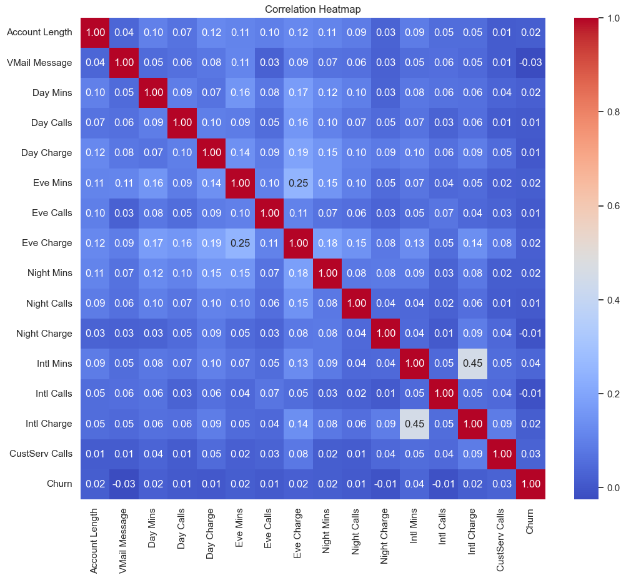 Correlation Heatmap
Account Length 1.00 0.04 0.10 0.07 0.12 0.11 0.10 0.12 0.11 0.09 0.03 0.09 0.05 0.05 0.01 0.02
VMail Message 0.04 1.00 0.05 0.06 0.08 0.11 0.03 0.09 0.07 0.06 0.03 0.05 0.06 0.05 0.01 -0.03
Day Mins 0.10 0.05 1.00 0.09 0.07 0.16 0.08 0.17 0.12 0.10 0.03 0.08 0.06 0.06 0.04 0.02
Day Calls 0.07 0.06 0.09 1.00 0.10 0.09 0.05 0.16 0.10 0.07 0.05 0.07 0.03 0.06 0.01 0.01
Day Charge 0.12 0.08 0.07 0.10 1.00 0.14 0.09 0.19 0.15 0.10 0.09 0.10 0.06 0.09 0.05 0.01
Eve Mins 0.11 0.11 0.16 0.09 0.14 1.00 0.10 0.25 0.15 0.10 0.05 0.07 0.04 0.05 0.02 0.02
Eve Calls 0.10 0.03 0.08 0.05 0.09 0.10 1.00 0.11 0.07 0.06 0.03 0.05 0.07 0.04 0.03 0.01
Eve Charge 0.12 0.09 0.17 0.16 0.19 0.25 0.11 1.00 0.18 0.15 0.08 0.13 0.05 0.14 0.08 0.02
Night Mins 0.11 0.07 0.12 0.10 0.15 0.15 0.07 0.18 1.00 0.08 0.08 0.09 0.03 0.08 0.02 0.02
Night Calls 0.09 0.06 0.10 0.07 0.10 0.10 0.06 0.15 0.08 1.00 0.04 0.04 0.02 0.06 0.01 0.01
Night Charge 0.03 0.03 0.03 0.05 0.09 0.05 0.03 0.08 0.08 0.04 1.00 0.04 0.01 0.09 0.04 -0.01
Intl Mins 0.09 0.05 0.08 0.07 0.10 0.07 0.05 0.13 0.09 0.04 0.04 1.00 0.05 0.45 0.05 0.04
Intl Calls 0.05 0.06 0.06 0.03 0.06 0.04 0.07 0.05 0.03 0.02 0.01 0.05 1.00 0.05 0.04 -0.01
Intl Charge 0.05 0.05 0.06 0.06 0.09 0.05 0.04 0.14 0.08 0.06 0.09 0.45 0.05 1.00 0.09 0.02
CustServ Calls 0.01 0.01 0.04 0.01 0.05 0.02 0.03 0.08 0.02 0.01 0.04 0.05 0.04 0.09 1.00 0.03
Churn 0.02 -0.03 0.02 0.01 0.01 0.02 0.01 0.02 0.02 0.01 -0.01 0.04 -0.01 0.02 0.03 1.00
Account Length
VMail Message
Day Mins
Day Calls
Day Charge
Eve Mins
Eve Calls
Eve Charge
Night Mins
Night Calls
Night Charge
Intl Mins
Intl Calls
Intl Charge
CustServ Calls
Churn
1.0
0.8
0.6
0.4
0.2
0.0